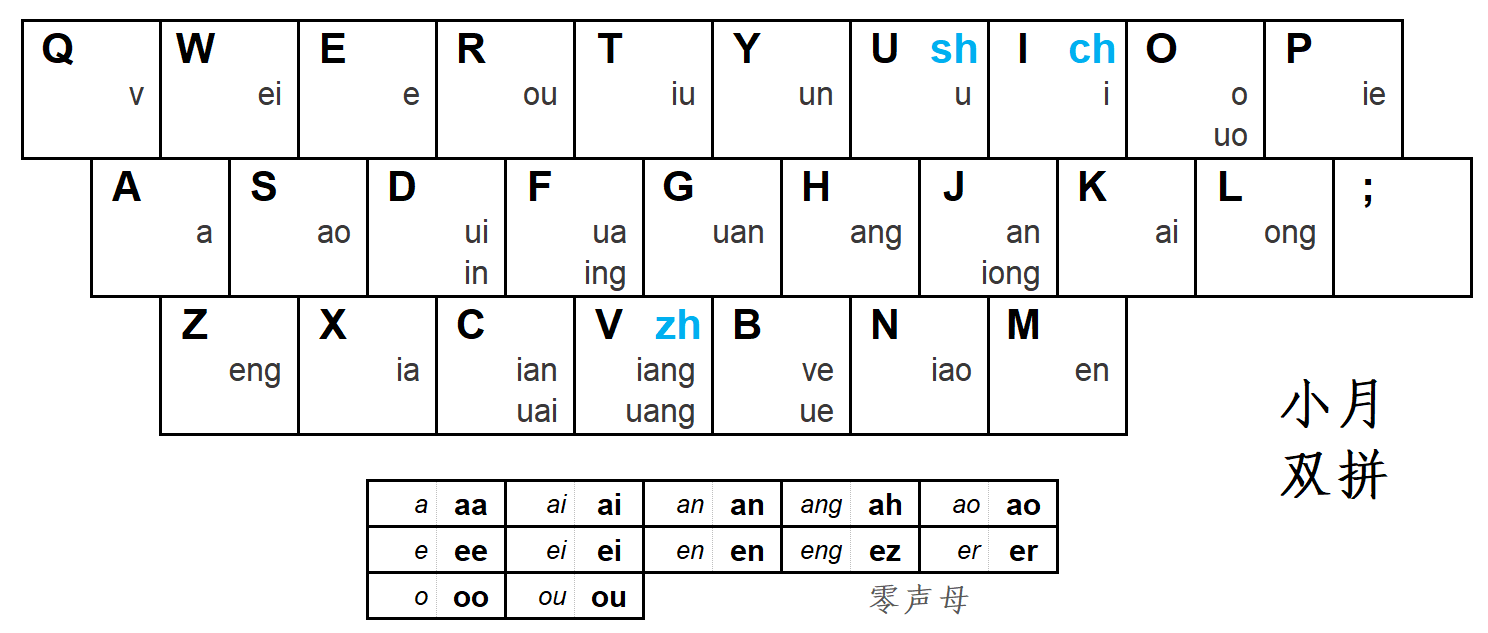 Q W E R T Y U sh I ch O P
v ei e ou iu un u i o ie
uo
A S D F G H J K L ;
a ao ui ua uan ang an ai ong
in ing iong
Z X C V zh B N M
eng ia ian iang ve iao en
uai uang ue
小月
双拼
a aa ai ai an an ang ah ao ao
e ee ei ei en en eng ez er er
o oo ou ou
零声母